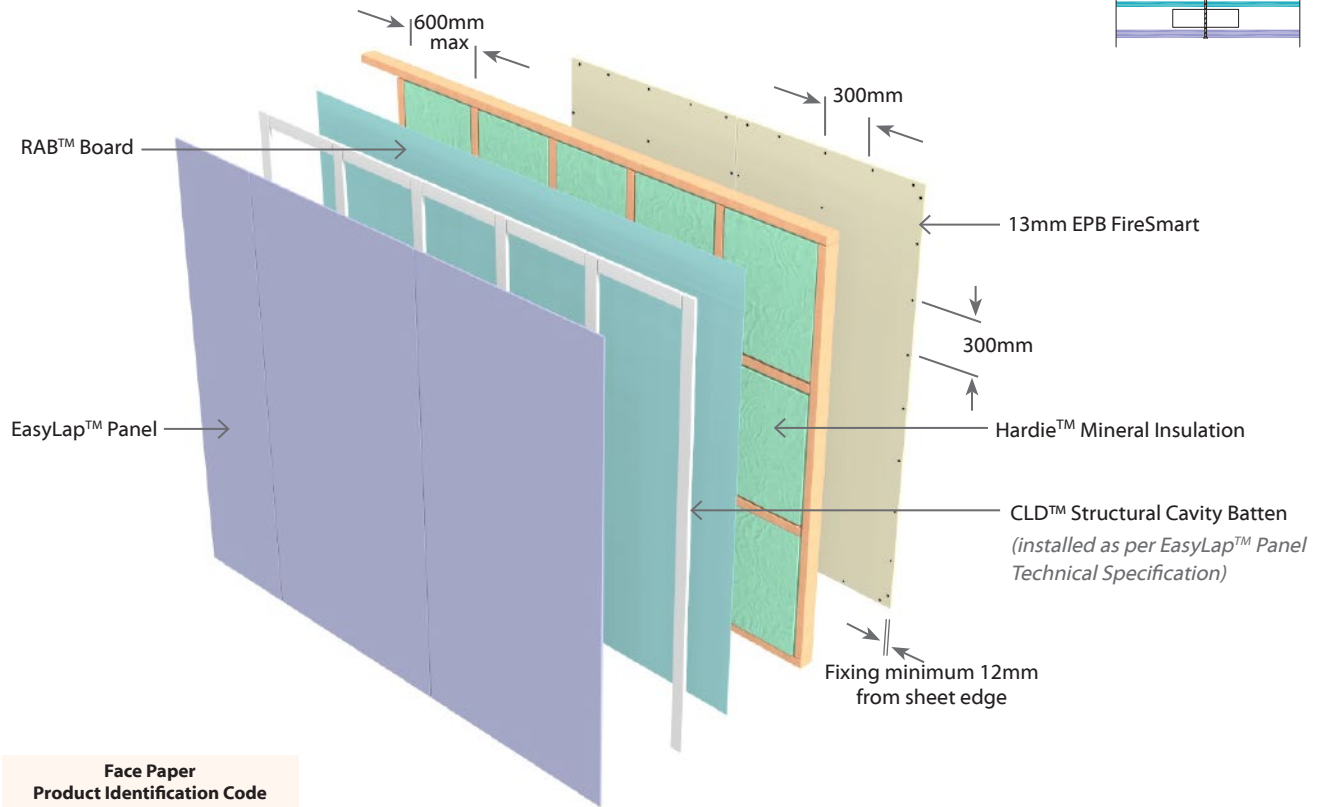 600mm
max
300mm
RAB™ Board
13mm EPB FireSmart
300mm
EasyLap™ Panel
Hardie™ Mineral Insulation
CLD™ Structural Cavity Batten
(installed as per EasyLap™ Panel
Technical Specification)
Fixing minimum 12mm
from sheet edge
Face Paper
Product Identification Code